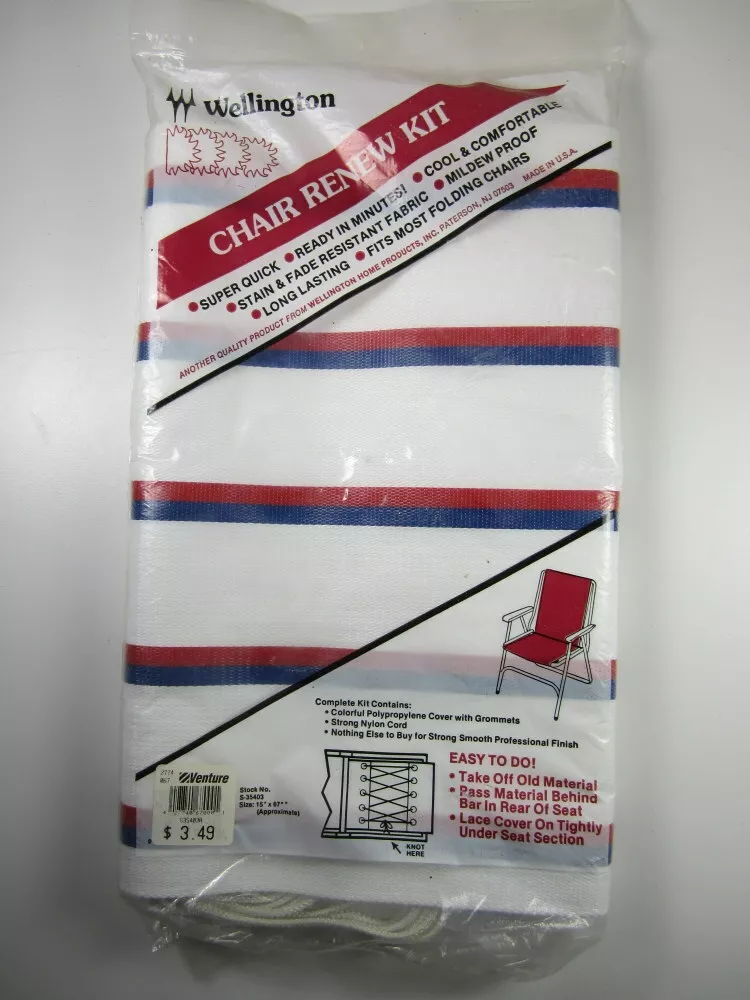 Wellington
CHAIR RENEW KIT
• SUPER QUICK • READY IN MINUTES! • COOL & COMFORTABLE
• STAIN & FADE RESISTANT FABRIC • MILDEW PROOF
• LONG LASTING • FITS MOST FOLDING CHAIRS
ANOTHER QUALITY PRODUCT FROM WELLINGTON HOME PRODUCTS, INC. PATERSON, NJ 07503 MADE IN U.S.A.
Complete Kit Contains:
• Colorful Polypropylene Cover with Grommets
• Strong Nylon Cord
• Nothing Else to Buy for Strong Smooth Professional Finish
EASY TO DO!
• Take Off Old Material
• Pass Material Behind
Bar In Rear Of Seat
• Lace Cover On Tightly
Under Seat Section
KNOT
HERE
Stock No.
S-35403
Size: 15" x 67"
(Approximate)
Venture
$ 3.49